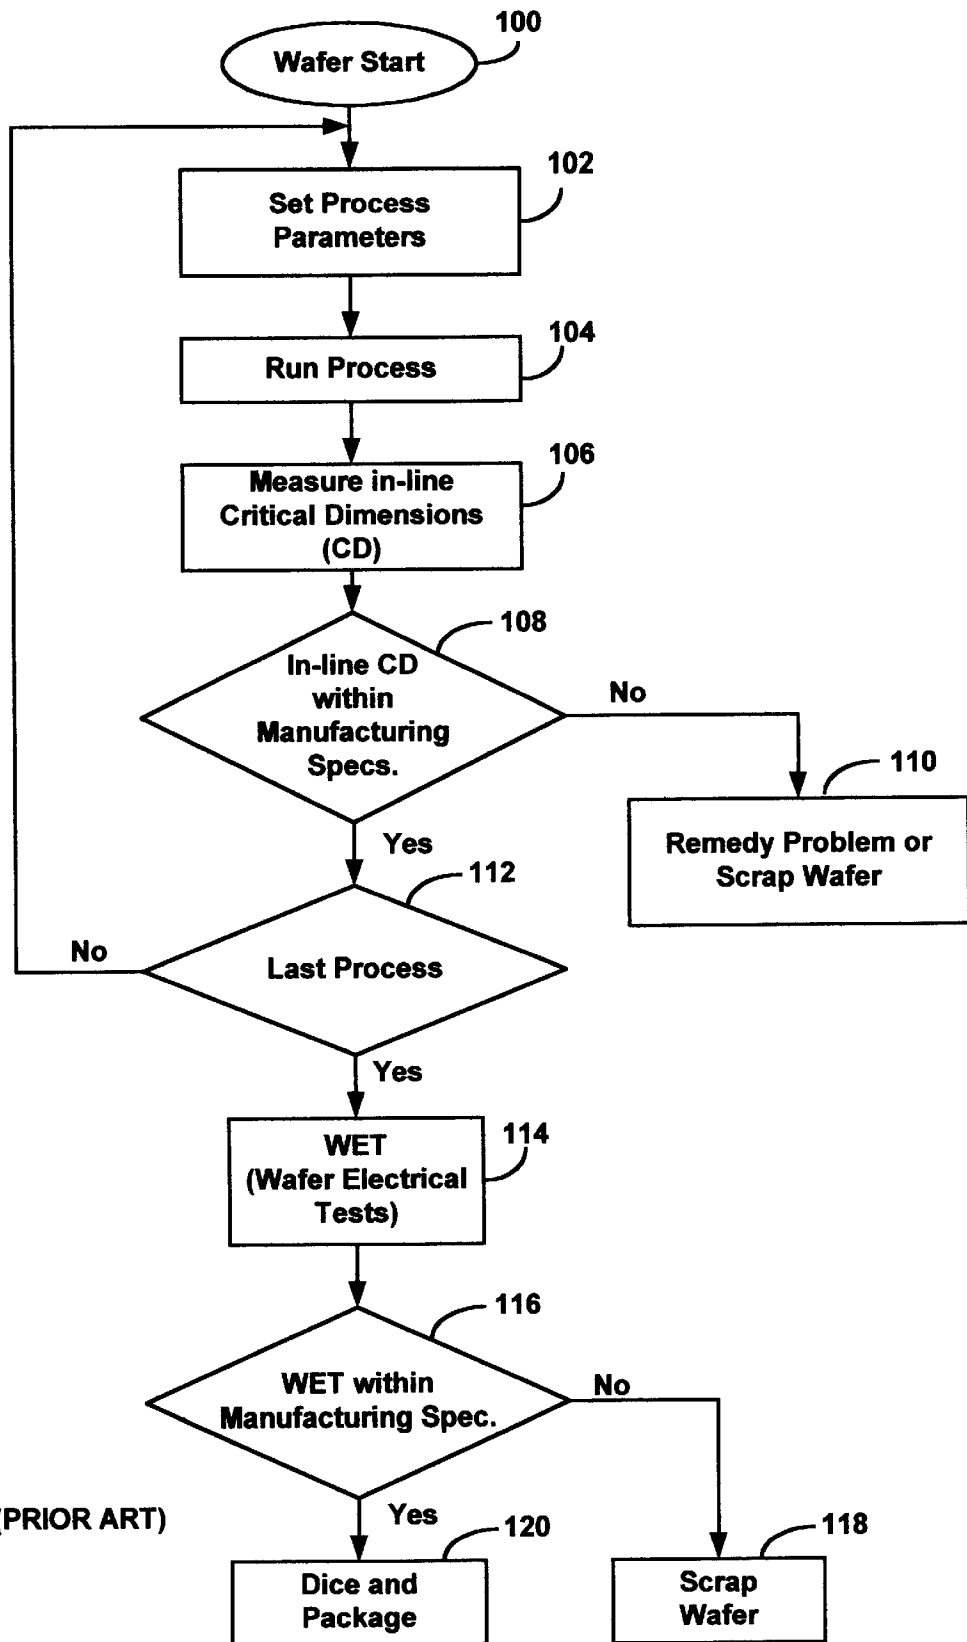 100
Wafer Start
102
Set Process
Parameters
104
Run Process
106
Measure in-line
Critical Dimensions
(CD)
108
In-line CD
within
Manufacturing
Specs.
No
110
Remedy Problem or
Scrap Wafer
Yes
112
No
Last Process
Yes
114
WET
(Wafer Electrical
Tests)
116
WET within
Manufacturing Spec.
No
(PRIOR ART)
Yes
120
118
Dice and
Package
Scrap
Wafer